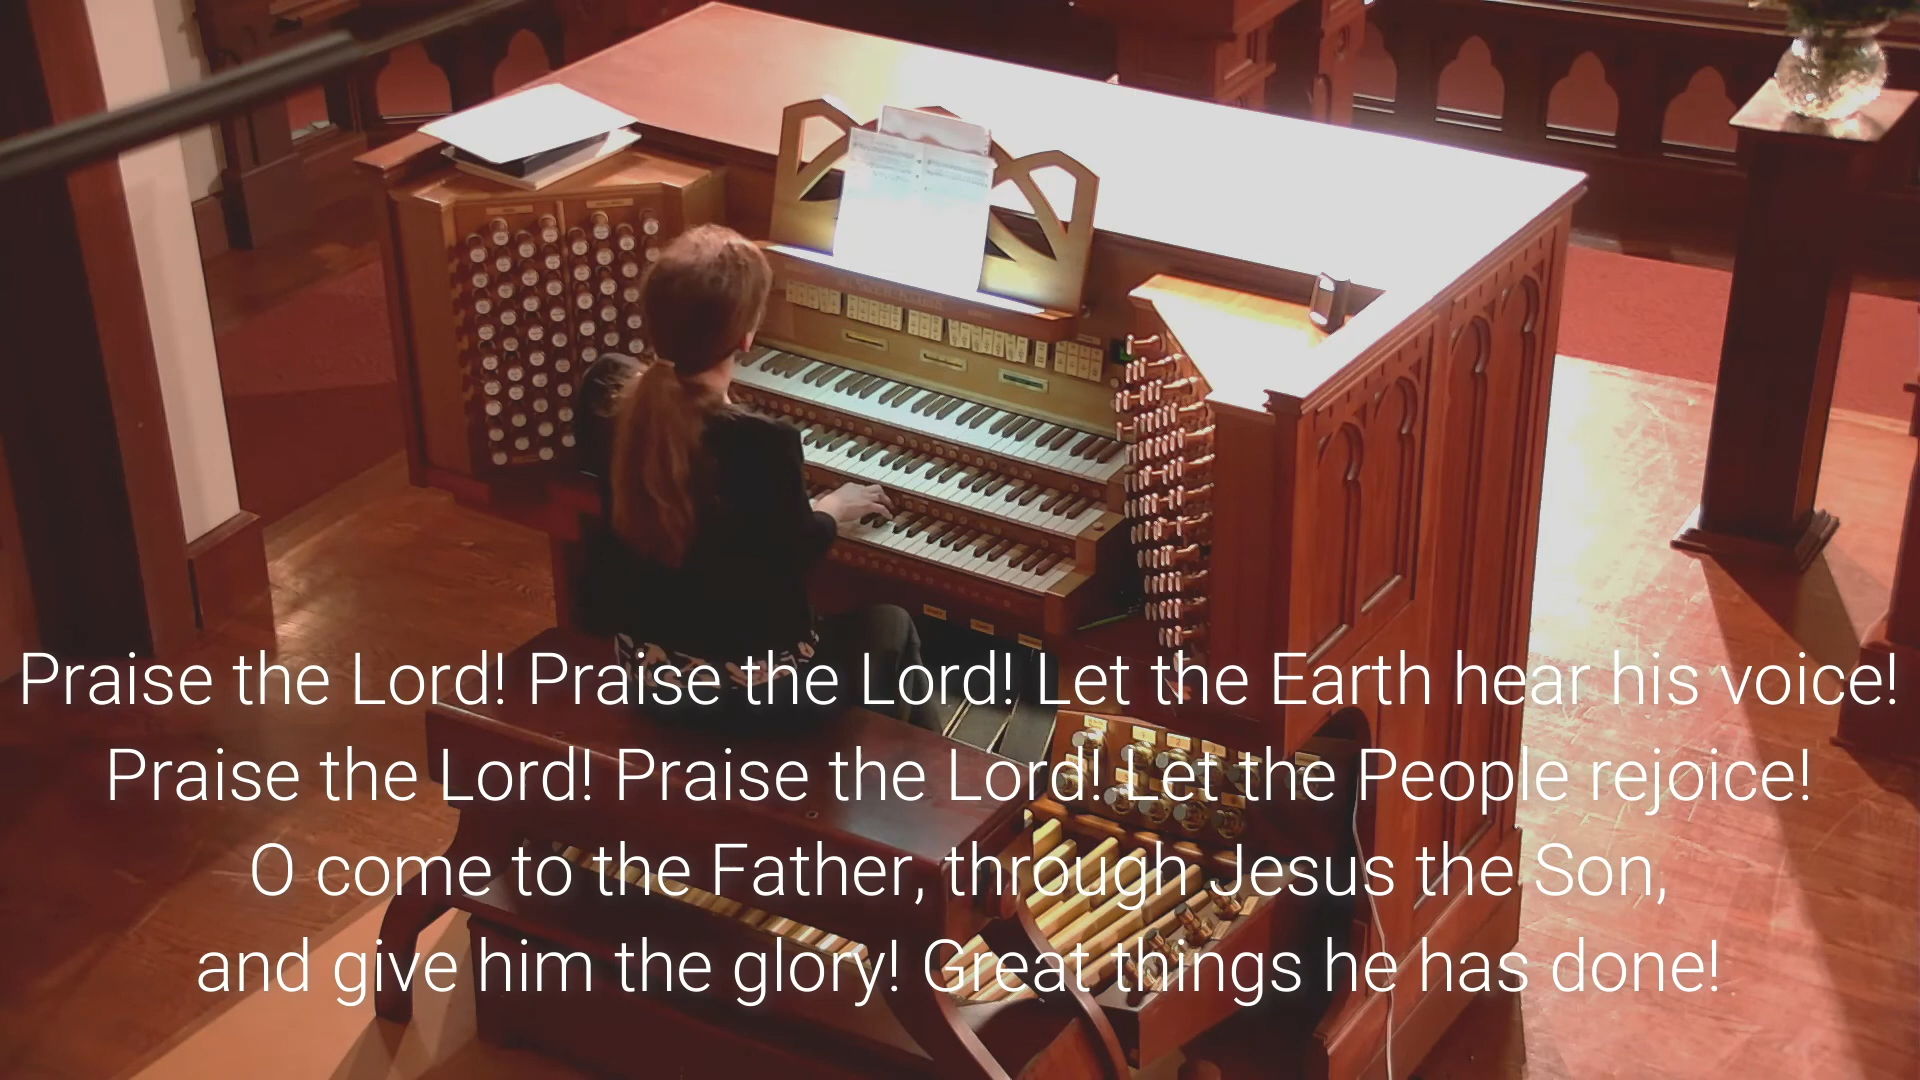 Praise the Lord! Praise the Lord! Let the Earth hear his voice!
Praise the Lord! Praise the Lord! Let the People rejoice!
O come to the Father, through Jesus the Son,
and give him the glory! Great things he has done!